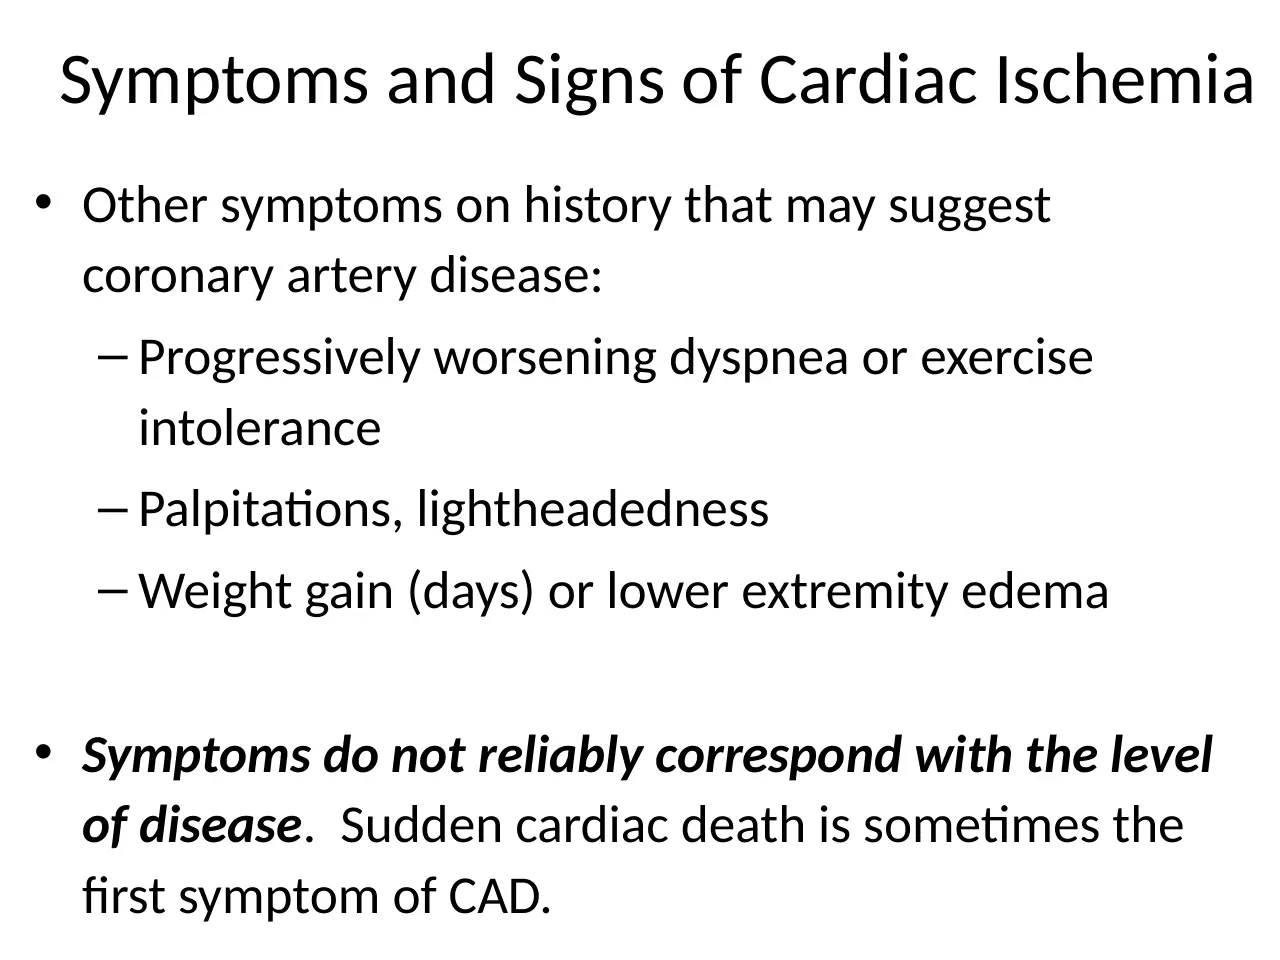 Symptoms and Signs of Cardiac Ischemia
• Other symptoms on history that may suggest
coronary artery disease:
– Progressively worsening dyspnea or exercise
intolerance
– Palpitations, lightheadedness
– Weight gain (days) or lower extremity edema
• Symptoms do not reliably correspond with the level
of disease.  Sudden cardiac death is sometimes the
first symptom of CAD.